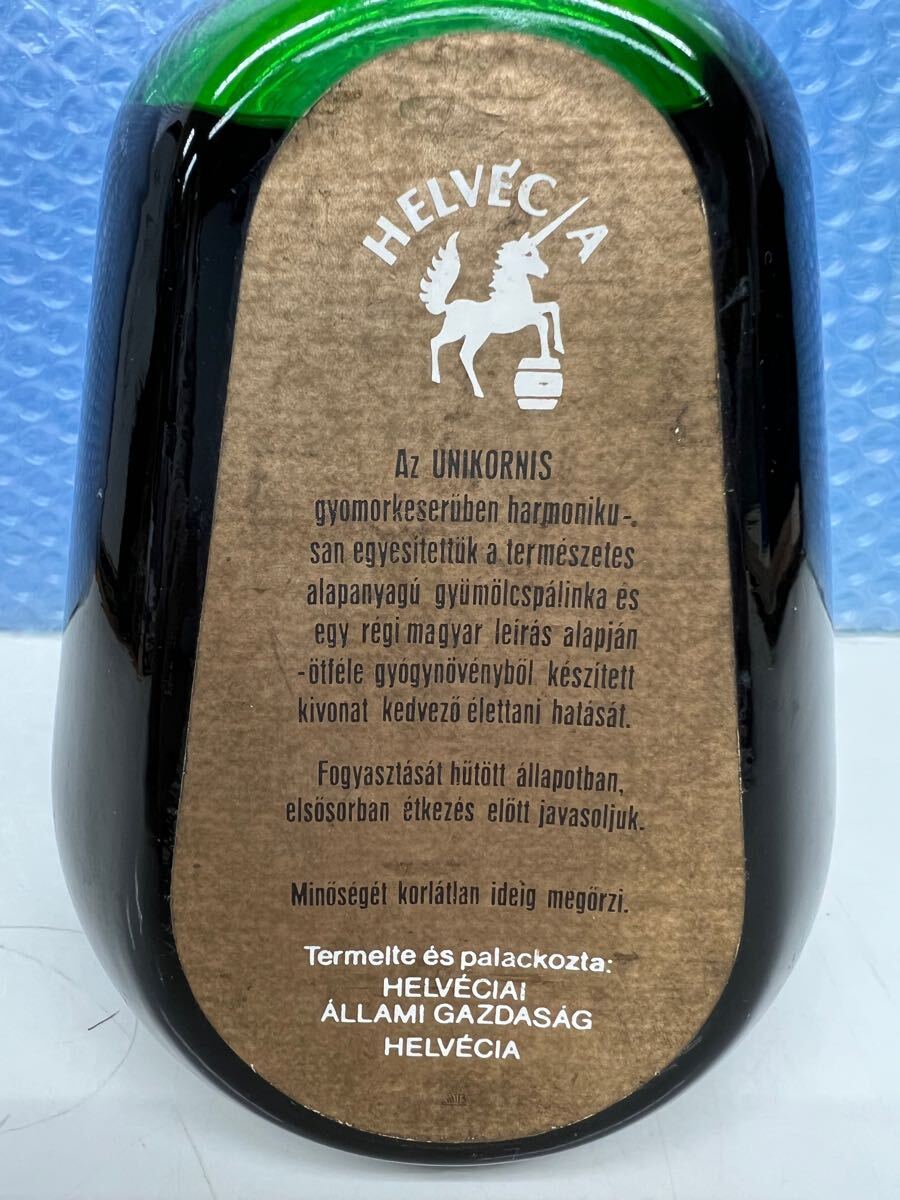 HELVÉCIA
Az UNIKORNIS
gyomorkeserűben harmoniku-
san egyesítettük a természetes
alapanyagú gyümölcspálinka és
egy régi magyar leírás alapján
-ötféle gyógynövényből készített
kivonat kedvező élettani hatását.
Fogyasztását hűtött állapotban,
elsősorban étkezés előtt javasoljuk.
Minőségét korlátlan ideig megőrzi.
Termelte és palackozta:
HELVÉCIAI
ÁLLAMI GAZDASÁG
HELVÉCIA